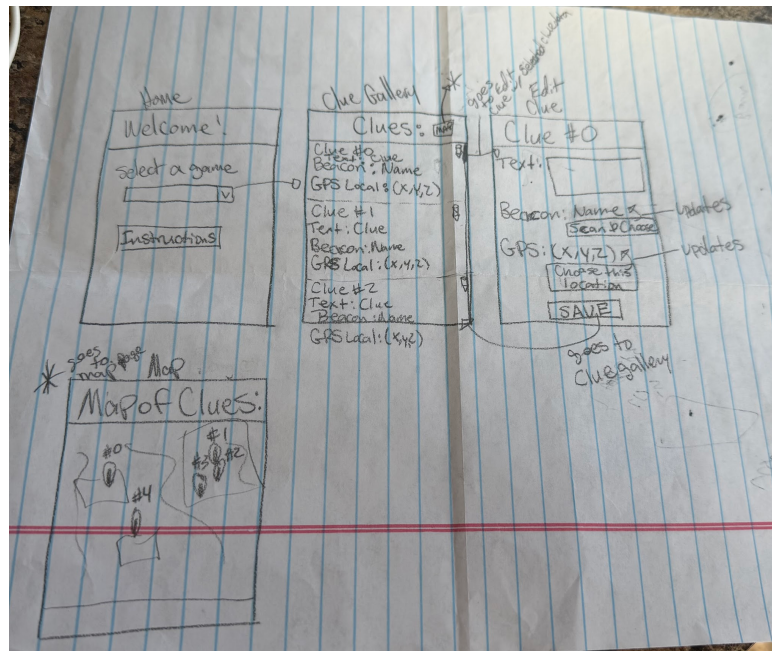 Home
Welcome!
Select a game
V
Instructions
Clue Gallery
Clues: MAP
Clue #0
Text: Clue
Beacon: Name
GPS Local: (X,Y,Z)
Clue #1
Text: Clue
Beacon: Name
GPS Local: (X,Y,Z)
Clue #2
Text: Clue
Beacon: Name
GPS Local: (X,Y,Z)
goes
to Edit
Clue
Edit
Clue
Clue #0
Text:
Beacon: Name
updates
Scan & Choose
GPS: (X,Y,Z)
updates
Choose this
location
SAVE
goes to
Clue gallery
goes
to
map page
Map
Map of Clues:
#0
#1
#3
#2
#4